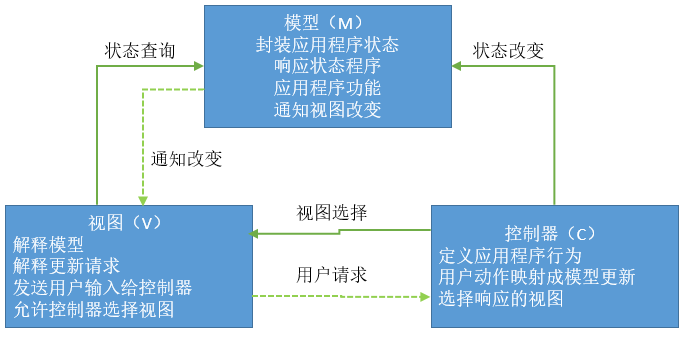 模型（M）
封装应用程序状态
响应状态程序
应用程序功能
通知视图改变
状态查询
状态改变
通知改变
视图（V）
解释模型
解释更新请求
发送用户输入给控制器
允许控制器选择视图
视图选择
用户请求
控制器（C）
定义应用程序行为
用户动作映射成模型更新
选择响应的视图